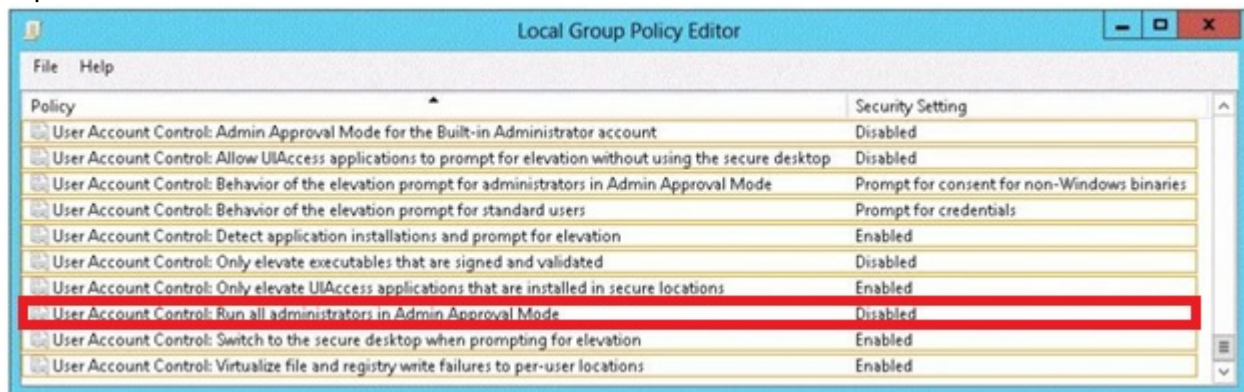 Local Group Policy Editor
File Help
Policy Security Setting
User Account Control: Admin Approval Mode for the Built-in Administrator account Disabled
User Account Control: Allow UIAccess applications to prompt for elevation without using the secure desktop Disabled
User Account Control: Behavior of the elevation prompt for administrators in Admin Approval Mode Prompt for consent for non-Windows binaries
User Account Control: Behavior of the elevation prompt for standard users Prompt for credentials
User Account Control: Detect application installations and prompt for elevation Enabled
User Account Control: Only elevate executables that are signed and validated Disabled
User Account Control: Only elevate UIAccess applications that are installed in secure locations Enabled
User Account Control: Run all administrators in Admin Approval Mode Disabled
User Account Control: Switch to the secure desktop when prompting for elevation Enabled
User Account Control: Virtualize file and registry write failures to per-user locations Enabled